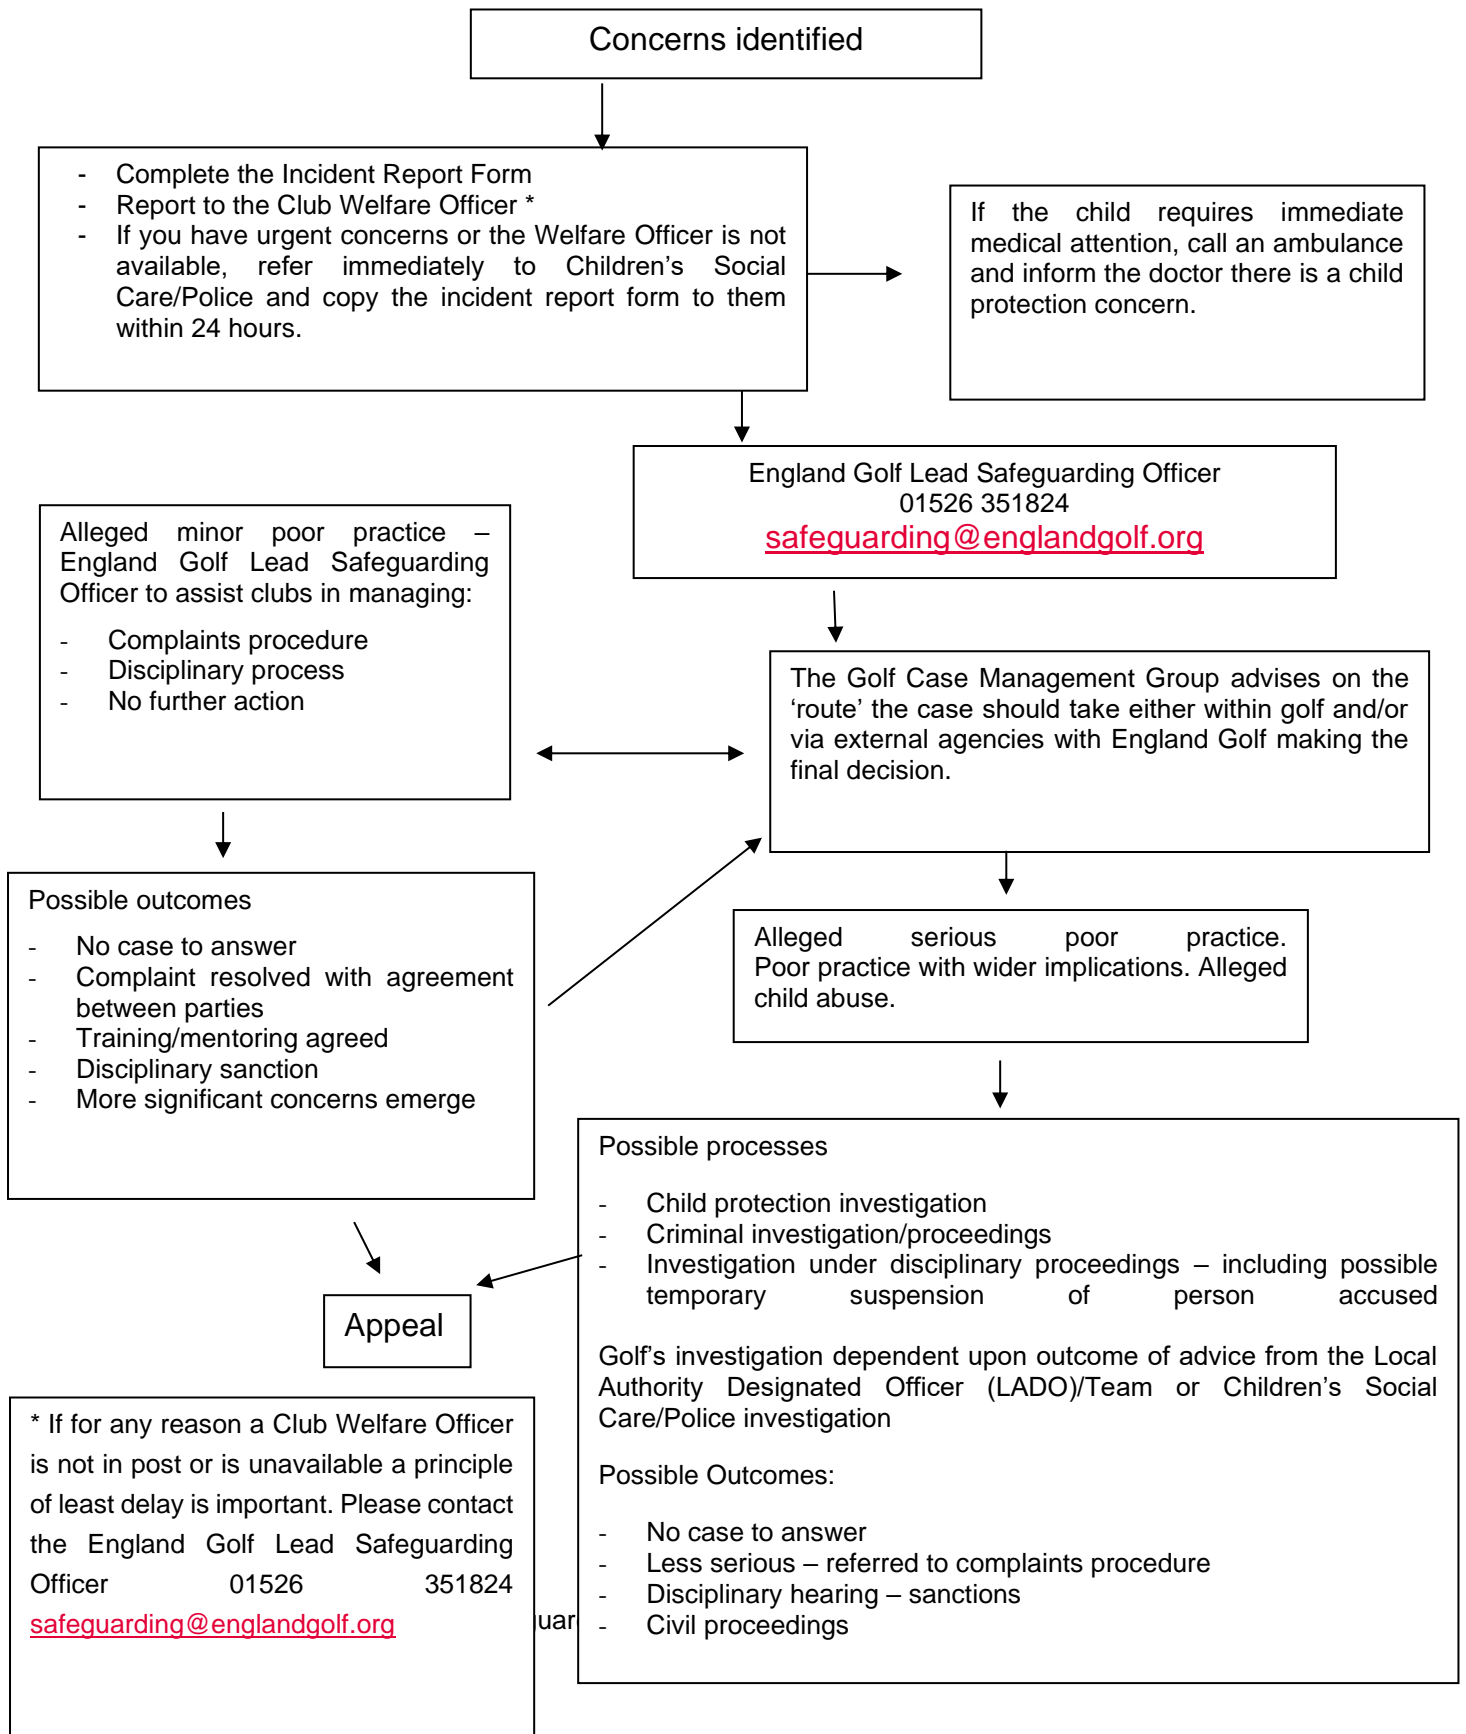 Concerns identified
- Complete the Incident Report Form
- Report to the Club Welfare Officer *
- If you have urgent concerns or the Welfare Officer is not
available, refer immediately to Children's Social
Care/Police and copy the incident report form to them
within 24 hours.
If the child requires immediate
medical attention, call an ambulance
and inform the doctor there is a child
protection concern.
England Golf Lead Safeguarding Officer
01526 351824
safeguarding@englandgolf.org
Alleged minor poor practice –
England Golf Lead Safeguarding
Officer to assist clubs in managing:
- Complaints procedure
- Disciplinary process
- No further action
The Golf Case Management Group advises on the
‘route’ the case should take either within golf and/or
via external agencies with England Golf making the
final decision.
Possible outcomes
- No case to answer
- Complaint resolved with agreement
between parties
- Training/mentoring agreed
- Disciplinary sanction
- More significant concerns emerge
Alleged serious poor practice.
Poor practice with wider implications. Alleged
child abuse.
Possible processes
- Child protection investigation
- Criminal investigation/proceedings
- Investigation under disciplinary proceedings – including possible
temporary suspension of person accused
Golf's investigation dependent upon outcome of advice from the Local
Authority Designated Officer (LADO)/Team or Children's Social
Care/Police investigation
Possible Outcomes:
- No case to answer
- Less serious – referred to complaints procedure
- Disciplinary hearing – sanctions
- Civil proceedings
Appeal
* If for any reason a Club Welfare Officer
is not in post or is unavailable a principle
of least delay is important. Please contact
the England Golf Lead Safeguarding
Officer 01526 351824
safeguarding@englandgolf.org